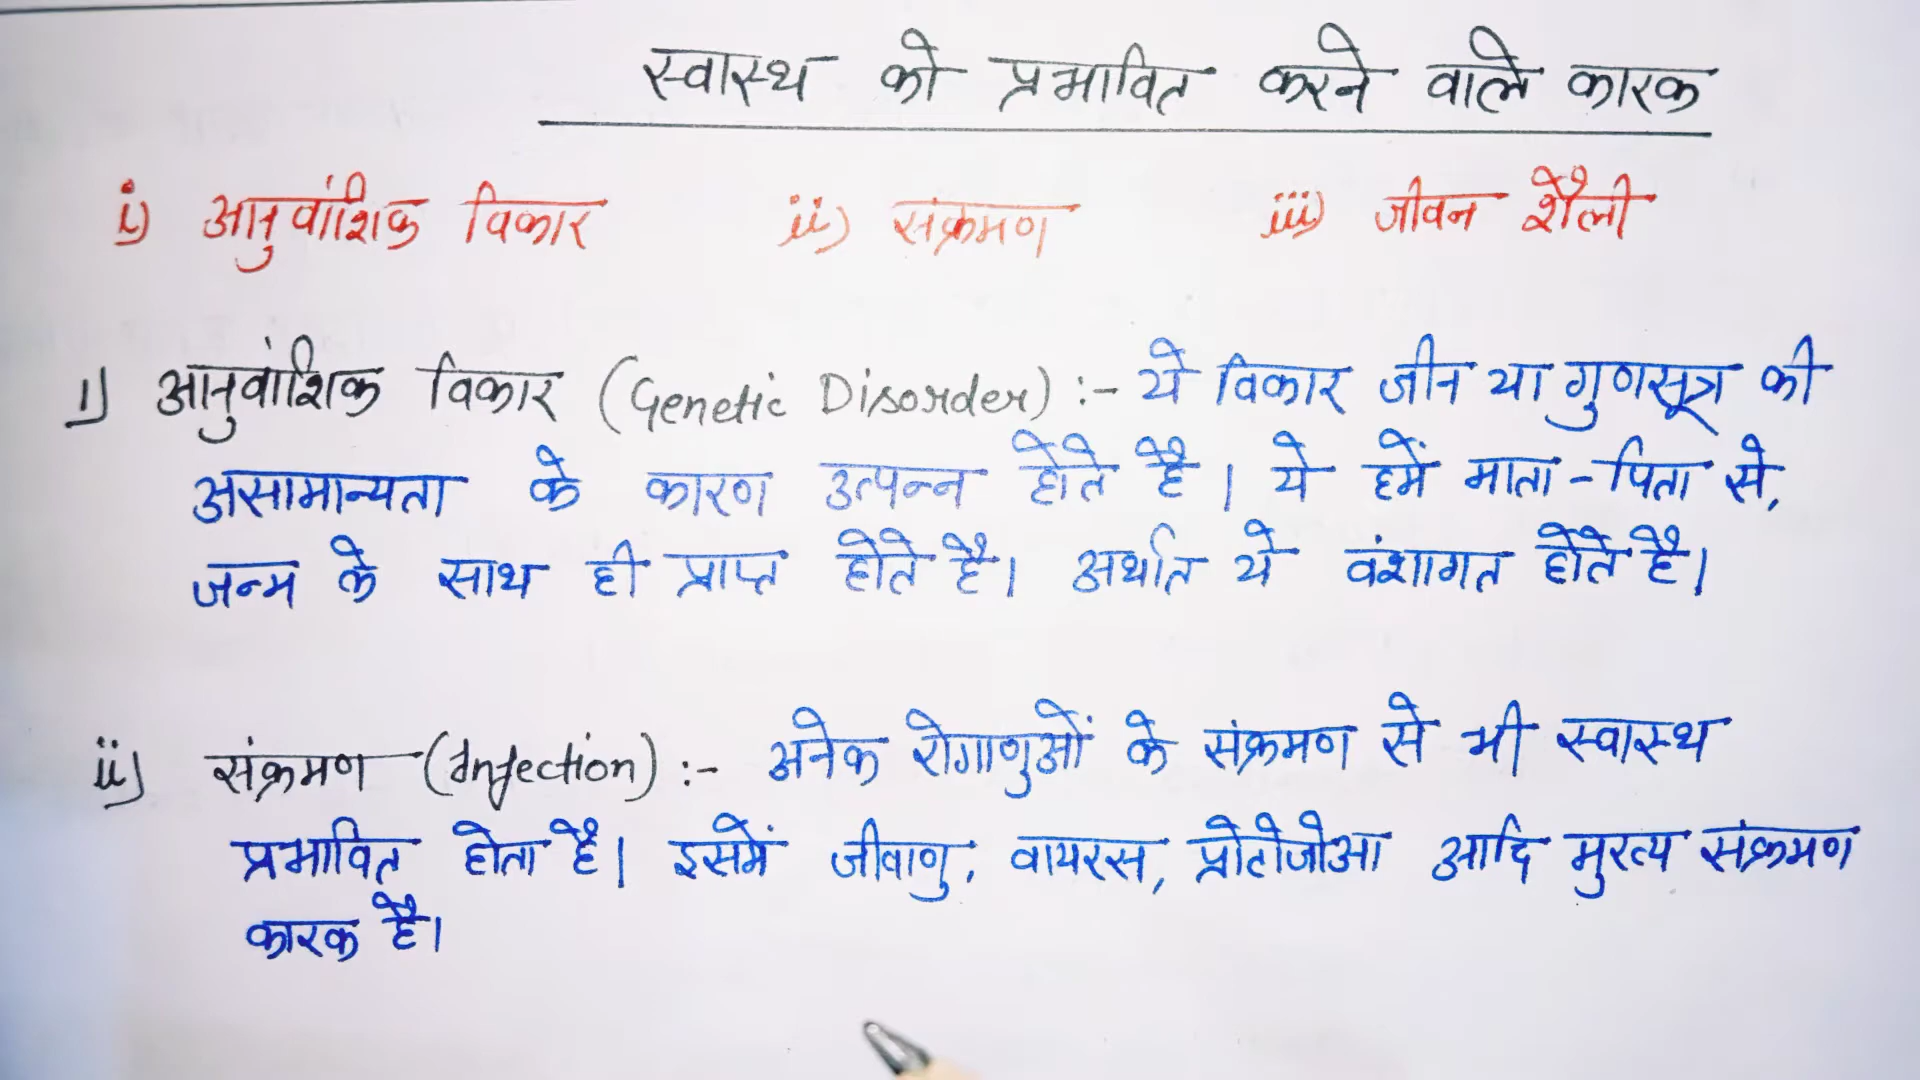 स्वास्थ को प्रभावित करने वाले कारक
i) आनुवांशिक विकार ii) संक्रमण iii) जीवन शैली
1) आनुवांशिक विकार (Genetic Disorder) :- ये विकार जीन या गुणसूत्र की
असामान्यता के कारण उत्पन्न होते है। ये हमें माता-पिता से,
जन्म के साथ ही प्राप्त होते है। अर्थात ये वंशागत होते है।
ii) संक्रमण (Infection) :- अनेक रोगाणुओं के संक्रमण से भी स्वास्थ
प्रभावित होता है। इसमें जीवाणु, वायरस, प्रोटोजोआ आदि मुख्य संक्रमण
कारक है।